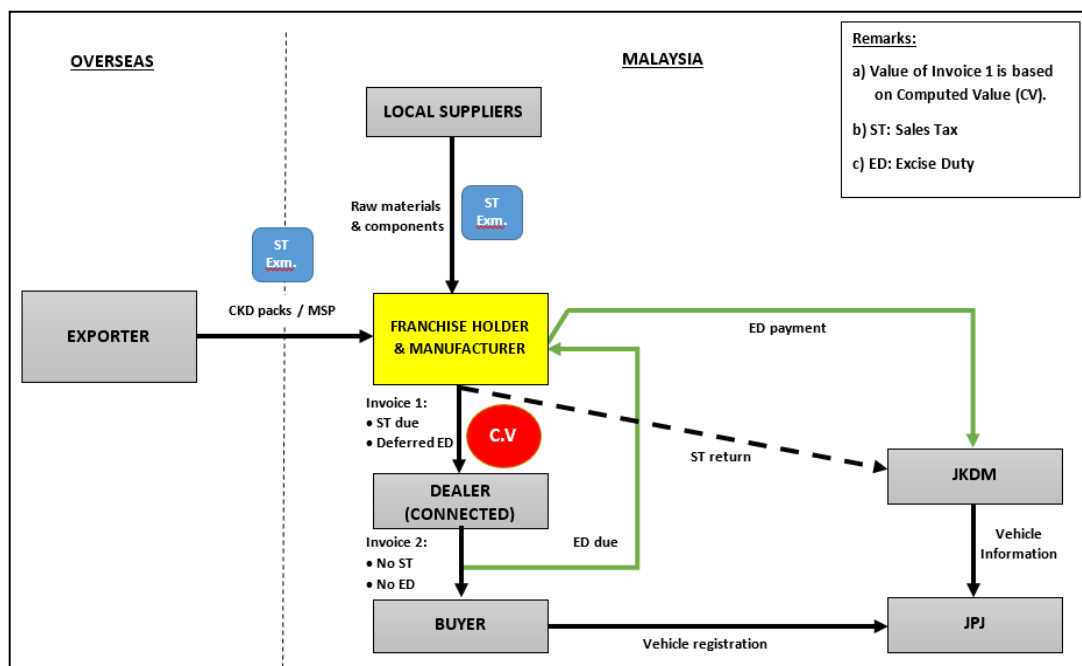 OVERSEAS
MALAYSIA
Remarks:
a) Value of Invoice 1 is based
on Computed Value (CV).
b) ST: Sales Tax
c) ED: Excise Duty
LOCAL SUPPLIERS
Raw materials
& components
ST
Exm.
ST
Exm.
CKD packs / MSP
EXPORTER
FRANCHISE HOLDER
& MANUFACTURER
ED payment
Invoice 1:
• ST due
• Deferred ED
C.V
ST return
JKDM
DEALER
(CONNECTED)
Invoice 2:
• No ST
• No ED
ED due
Vehicle
Information
BUYER
Vehicle registration
JPJ